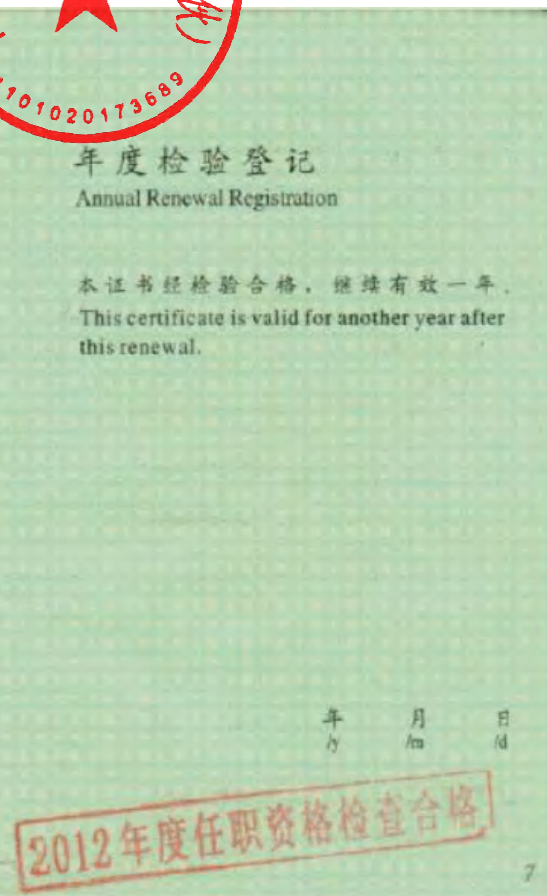 1101020173689
年度检验登记
Annual Renewal Registration
本证书经检验合格，继续有效一年.
This certificate is valid for another year after
this renewal.
年 月 日
/y /m /d
2012年度任职资格检查合格
7